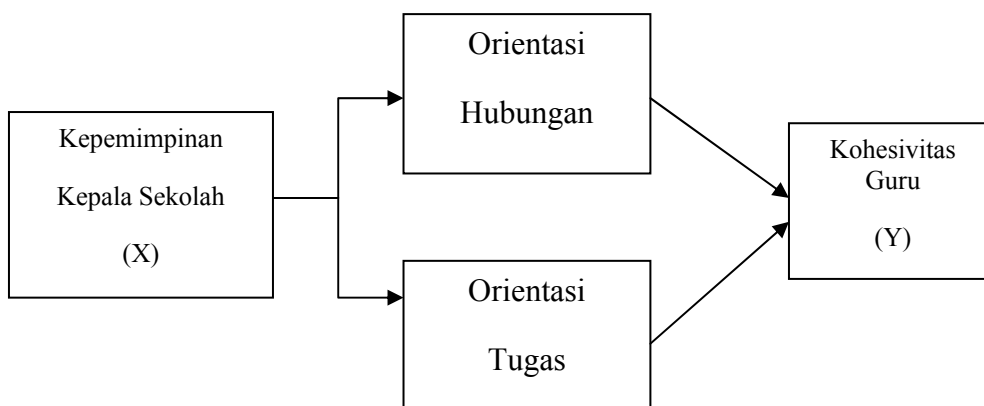 Kepemimpinan
Kepala Sekolah
(X)
Orientasi
Hubungan
Orientasi
Tugas
Kohesivitas
Guru
(Y)